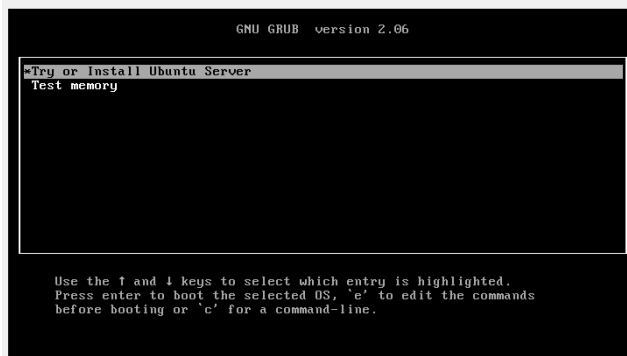 GNU GRUB  version 2.06
*Try or Install Ubuntu Server
Test memory
Use the ↑ and ↓ keys to select which entry is highlighted.
Press enter to boot the selected OS, `e' to edit the commands
before booting or `c' for a command-line.